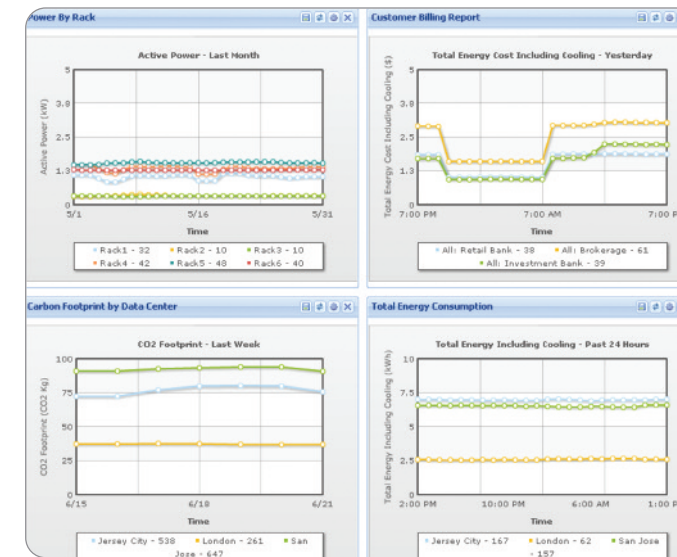 Power By Rack
Active Power - Last Month
Active Power (kW)
5
3.8
2.5
1.3
0
5/1 5/16 5/31
Time
Rack1 - 32 Rack2 - 10 Rack3 - 10
Rack4 - 42 Rack5 - 48 Rack6 - 40
Customer Billing Report
Total Energy Cost Including Cooling - Yesterday
Total Energy Cost Including Cooling ($)
5
3.8
2.5
1.3
0
7:00 PM 7:00 AM 7:00 P
Time
All: Retail Bank - 38 All: Brokerage - 61
All: Investment Bank - 39
Carbon Footprint by Data Center
CO2 Footprint - Last Week
CO2 Footprint (CO2 Kg)
100
75
50
25
0
6/15 6/18 6/21
Time
Jersey City - 538 London - 261 San
Jose - 647
Total Energy Consumption
Total Energy Including Cooling - Past 24 Hours
Total Energy Including Cooling (kWh)
10
7.5
5
2.5
0
2:00 PM 10:00 PM 6:00 AM 1:00 P
Time
Jersey City - 167 London - 62 San Jose
- 157